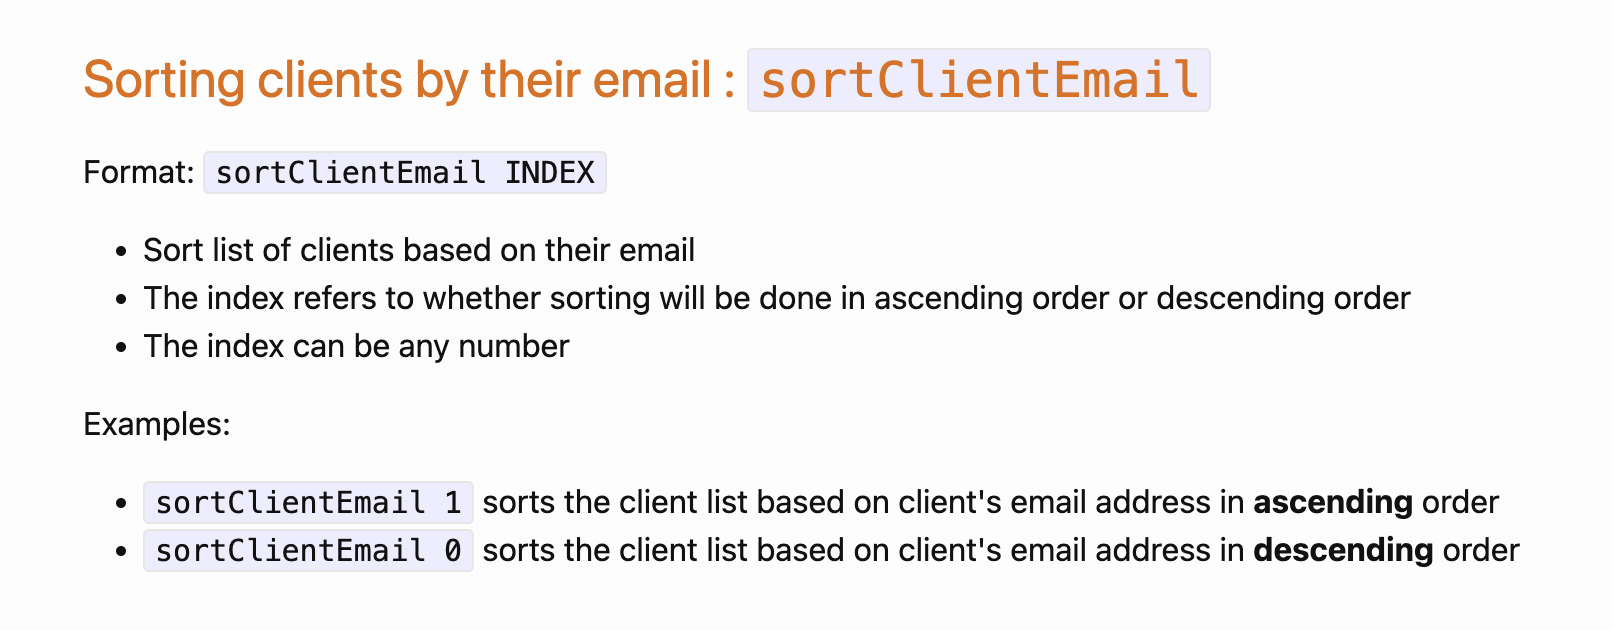 Sorting clients by their email : sortClientEmail
Format: sortClientEmail INDEX
• Sort list of clients based on their email
• The index refers to whether sorting will be done in ascending order or descending order
• The index can be any number
Examples:
• sortClientEmail 1 sorts the client list based on client's email address in ascending order
• sortClientEmail 0 sorts the client list based on client's email address in descending order